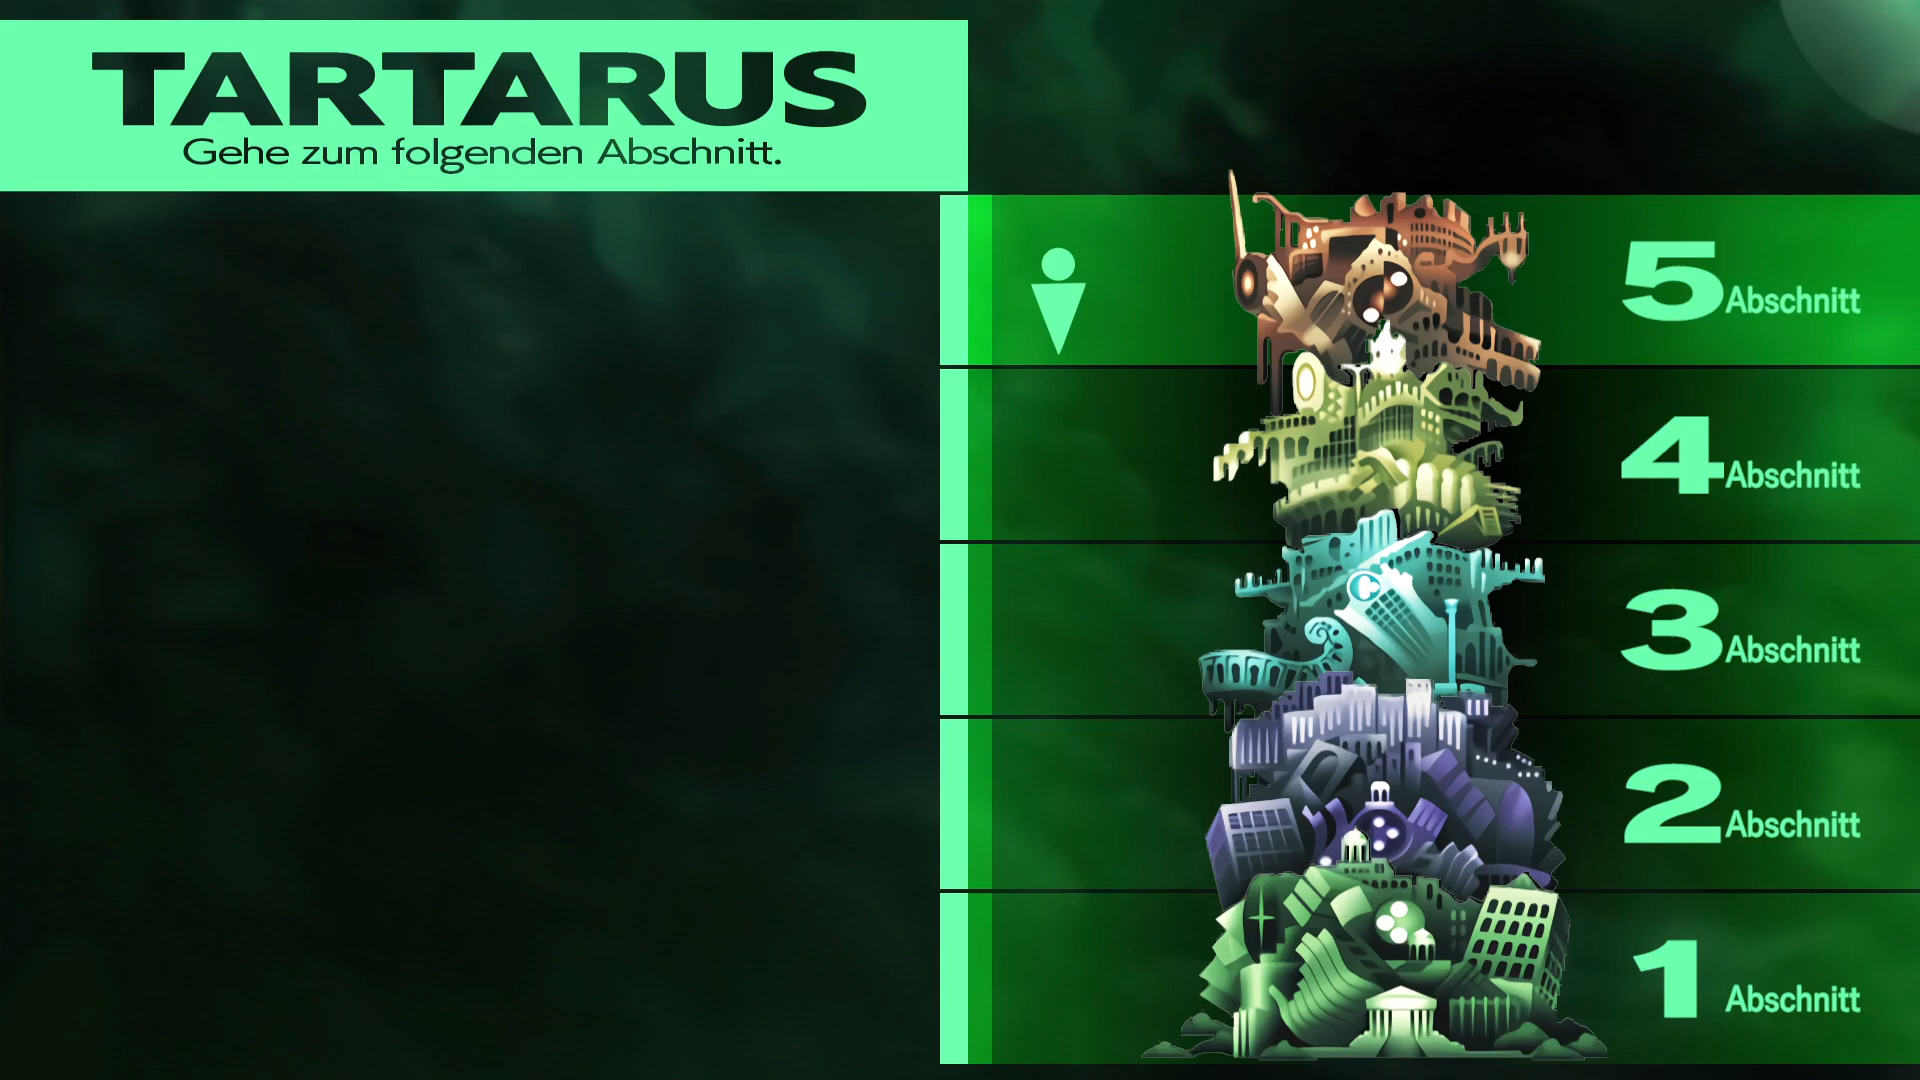 TARTARUS
Gehe zum folgenden Abschnitt.
5 Abschnitt
4 Abschnitt
3 Abschnitt
2 Abschnitt
1 Abschnitt